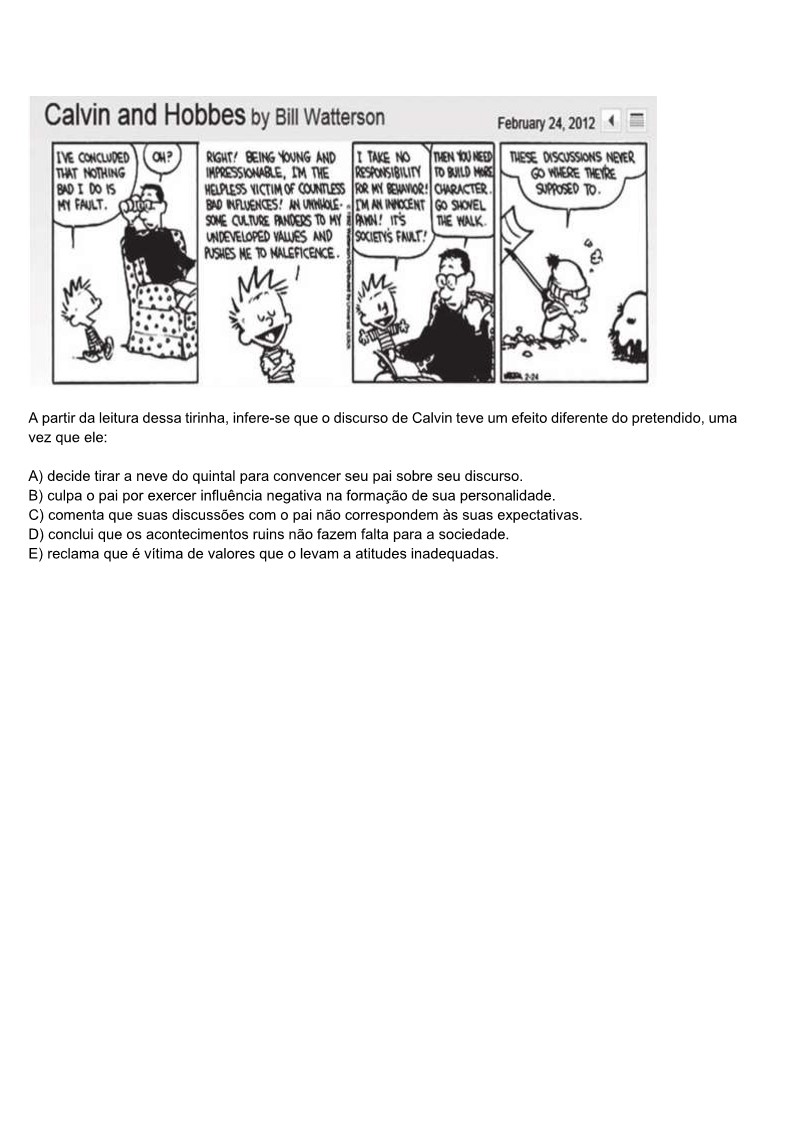 Calvin and Hobbes by Bill Watterson
February 24, 2012
I'VE CONCLUDED
THAT NOTHING
BAD I DO IS
MY FAULT.
OH?
RIGHT! BEING YOUNG AND
IMPRESSIONABLE, I'M THE
HELPLESS VICTIM OF COUNTLESS
BAD INFLUENCES! AN UNWHOLE-
SOME CULTURE PANDERS TO MY
UNDEVELOPED VALUES AND
PUSHES ME TO MALEFICENCE.
I TAKE NO
RESPONSIBILITY
FOR MY BEHAVIOR!
I'M AN INNOCENT
PAWN! IT'S
SOCIETY'S FAULT!
THEN YOU NEED
TO BUILD MORE
CHARACTER.
GO SHOVEL
THE WALK.
THESE DISCUSSIONS NEVER
GO WHERE THEY'RE
SUPPOSED TO.
2-24
A partir da leitura dessa tirinha, infere-se que o discurso de Calvin teve um efeito diferente do pretendido, uma
vez que ele:
A) decide tirar a neve do quintal para convencer seu pai sobre seu discurso.
B) culpa o pai por exercer influência negativa na formação de sua personalidade.
C) comenta que suas discussões com o pai não correspondem às suas expectativas.
D) conclui que os acontecimentos ruins não fazem falta para a sociedade.
E) reclama que é vítima de valores que o levam a atitudes inadequadas.